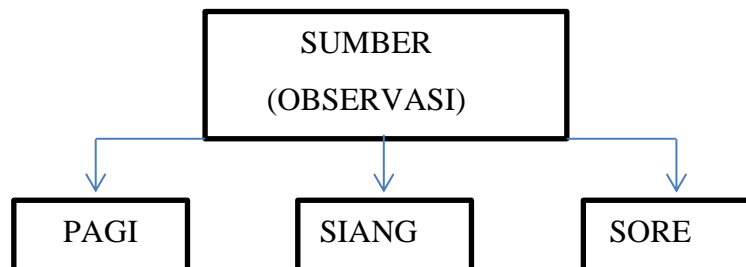 SUMBER
(OBSERVASI)
PAGI
SIANG
SORE